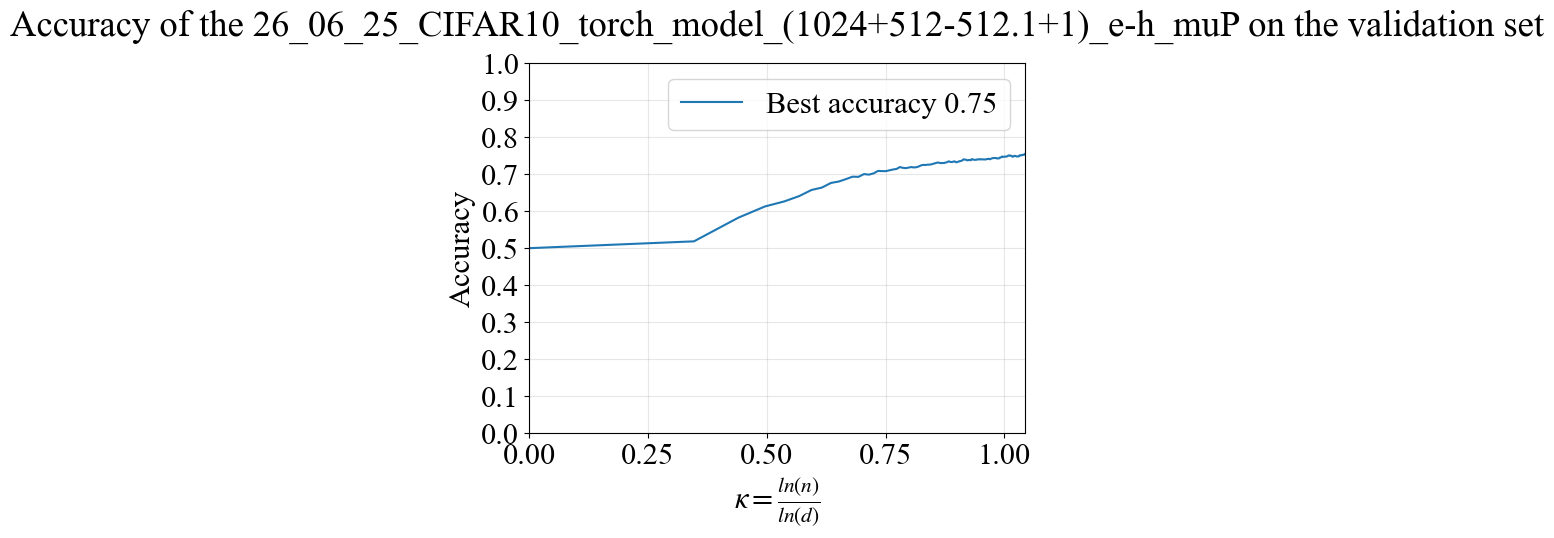 Accuracy of the 26_06_25_CIFAR10_torch_model_(1024+512-512.1+1)_e-h_muP on the validation set
1.0
Best accuracy 0.75
0.9
0.8
0.7
0.6
0.5
0.4
0.3
0.2
0.1
0.0
Accuracy
0.00 0.25 0.50 0.75 1.00
κ = ln(n) / ln(d)